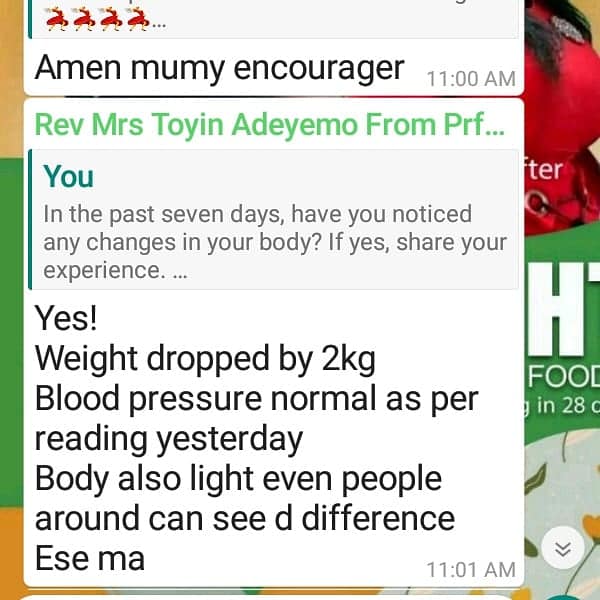 Amen mumy encourager 11:00 AM
Rev Mrs Toyin Adeyemo From Prf...
You
In the past seven days, have you noticed
any changes in your body? If yes, share your
experience. ...
Yes!
Weight dropped by 2kg
Blood pressure normal as per
reading yesterday
Body also light even people
around can see d difference
Ese ma
11:01 AM
fter
HT
FOOD
g in 28 d